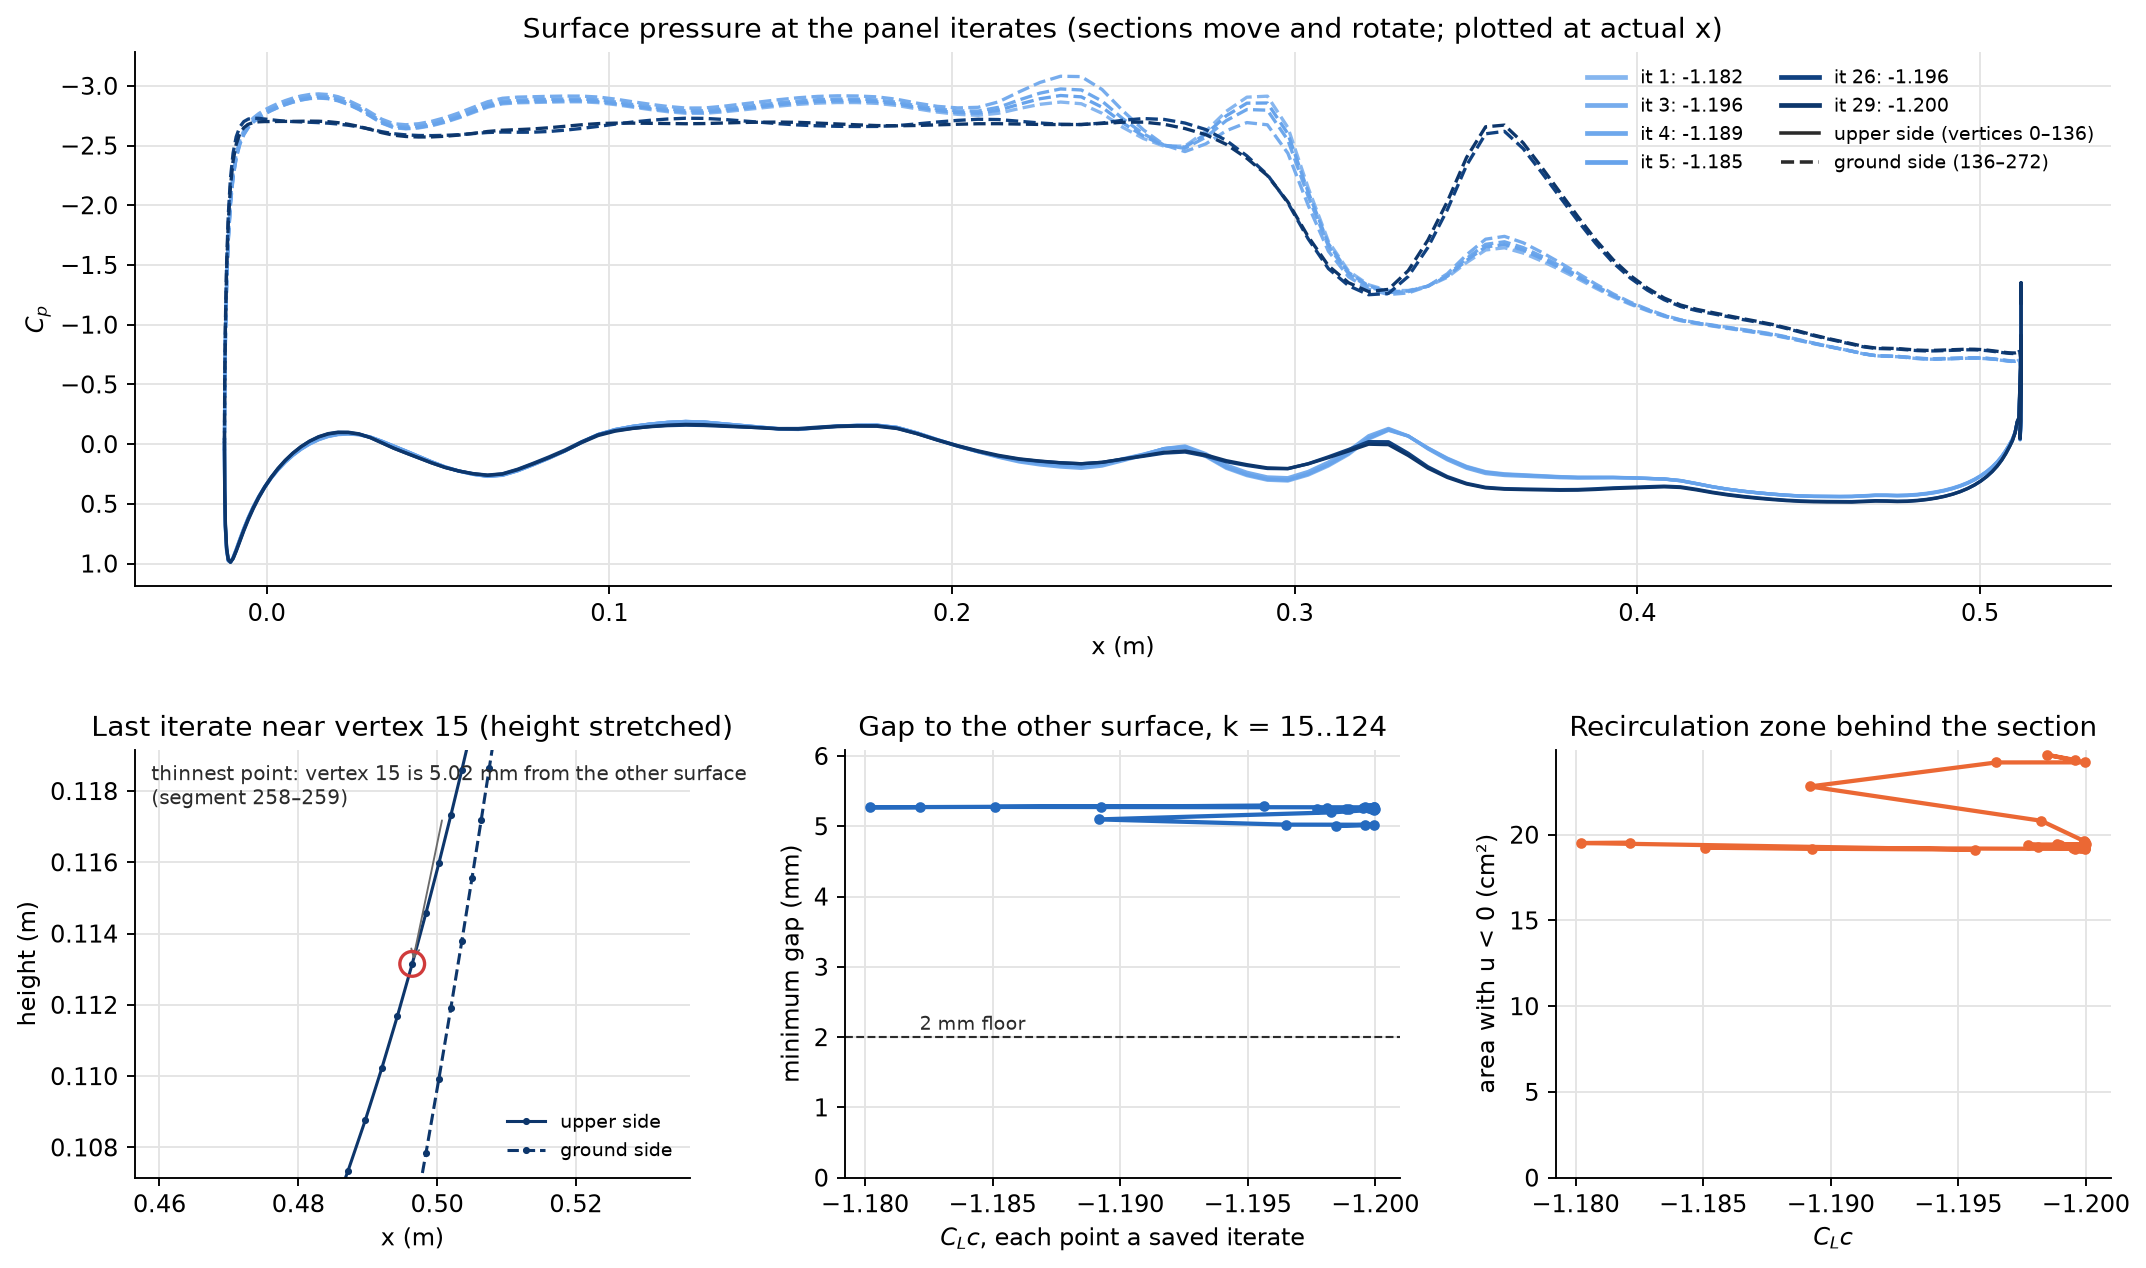 Surface pressure at the panel iterates (sections move and rotate; plotted at actual x)
−3.0
−2.5
−2.0
−1.5
−1.0
−0.5
0.0
0.5
1.0
Cp
it 1: -1.182
it 3: -1.196
it 4: -1.189
it 5: -1.185
it 26: -1.196
it 29: -1.200
upper side (vertices 0–136)
ground side (136–272)
0.0
0.1
0.2
0.3
0.4
0.5
x (m)
Last iterate near vertex 15 (height stretched)
thinnest point: vertex 15 is 5.02 mm from the other surface
(segment 258–259)
0.118
0.116
0.114
0.112
0.110
0.108
height (m)
upper side
ground side
0.46
0.48
0.50
0.52
x (m)
Gap to the other surface, k = 15..124
6
5
4
3
2
1
0
minimum gap (mm)
2 mm floor
−1.180
−1.185
−1.190
−1.195
−1.200
CLc, each point a saved iterate
Recirculation zone behind the section
20
15
10
5
0
area with u < 0 (cm²)
−1.180
−1.185
−1.190
−1.195
−1.200
CLc